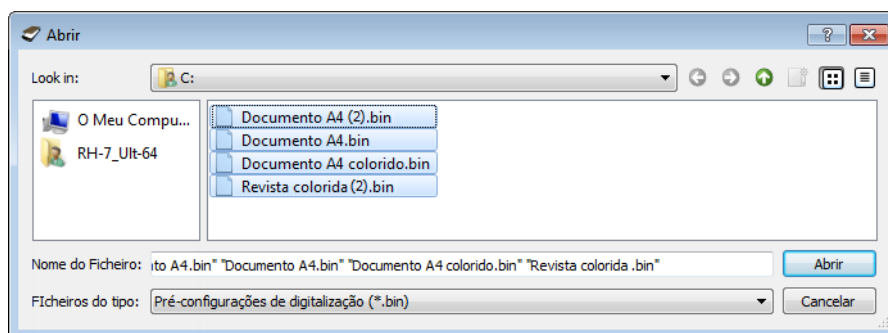 Abrir
Look in:
C:
O Meu Compu...
RH-7_Ult-64
Documento A4 (2).bin
Documento A4.bin
Documento A4 colorido.bin
Revista colorida (2).bin
Nome do Ficheiro: to A4.bin" "Documento A4.bin" "Documento A4 colorido.bin" "Revista colorida .bin" Abrir
FIcheiros do tipo: Pré-configurações de digitalização (*.bin) Cancelar